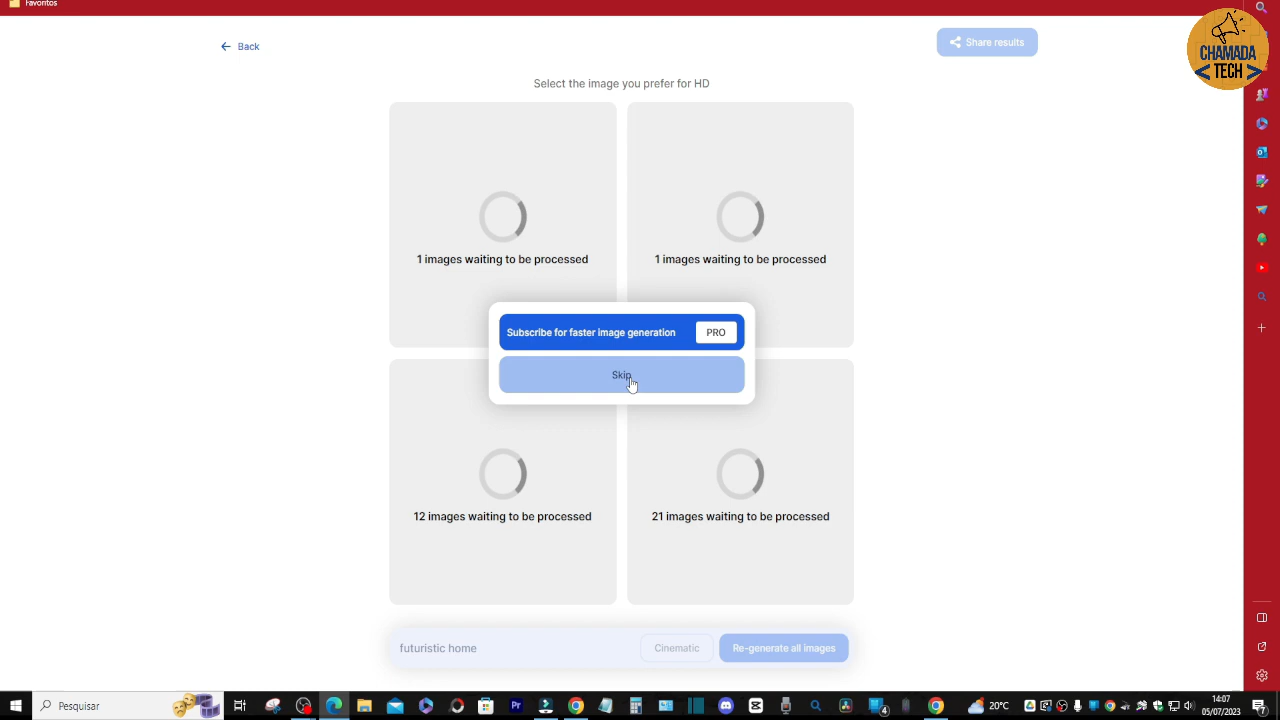 Favoritos
Back
Share results
CHAMADA
< TECH >
Select the image you prefer for HD
1 images waiting to be processed
1 images waiting to be processed
Subscribe for faster image generation PRO
Skip
12 images waiting to be processed
21 images waiting to be processed
futuristic home Cinematic Re-generate all images
Pesquisar
Pr
4
20°C
14:07
05/07/2023
7